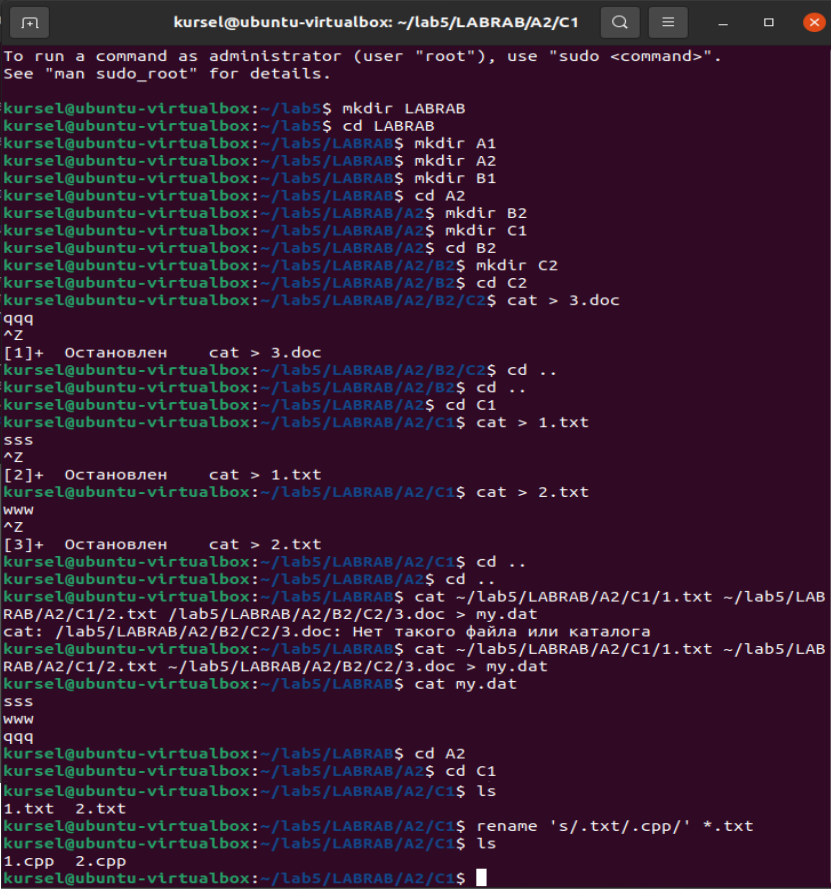 kursel@ubuntu-virtualbox: ~/lab5/LABRAB/A2/C1
To run a command as administrator (user "root"), use "sudo <command>".
See "man sudo_root" for details.
kursel@ubuntu-virtualbox:~/lab5$ mkdir LABRAB
kursel@ubuntu-virtualbox:~/lab5$ cd LABRAB
kursel@ubuntu-virtualbox:~/lab5/LABRAB$ mkdir A1
kursel@ubuntu-virtualbox:~/lab5/LABRAB$ mkdir A2
kursel@ubuntu-virtualbox:~/lab5/LABRAB$ mkdir B1
kursel@ubuntu-virtualbox:~/lab5/LABRAB$ cd A2
kursel@ubuntu-virtualbox:~/lab5/LABRAB/A2$ mkdir B2
kursel@ubuntu-virtualbox:~/lab5/LABRAB/A2$ mkdir C1
kursel@ubuntu-virtualbox:~/lab5/LABRAB/A2$ cd B2
kursel@ubuntu-virtualbox:~/lab5/LABRAB/A2/B2$ mkdir C2
kursel@ubuntu-virtualbox:~/lab5/LABRAB/A2/B2$ cd C2
kursel@ubuntu-virtualbox:~/lab5/LABRAB/A2/B2/C2$ cat > 3.doc
qqq
^Z
[1]+  Остановлен    cat > 3.doc
kursel@ubuntu-virtualbox:~/lab5/LABRAB/A2/B2/C2$ cd ..
kursel@ubuntu-virtualbox:~/lab5/LABRAB/A2/B2$ cd ..
kursel@ubuntu-virtualbox:~/lab5/LABRAB/A2$ cd C1
kursel@ubuntu-virtualbox:~/lab5/LABRAB/A2/C1$ cat > 1.txt
sss
^Z
[2]+  Остановлен    cat > 1.txt
kursel@ubuntu-virtualbox:~/lab5/LABRAB/A2/C1$ cat > 2.txt
www
^Z
[3]+  Остановлен    cat > 2.txt
kursel@ubuntu-virtualbox:~/lab5/LABRAB/A2/C1$ cd ..
kursel@ubuntu-virtualbox:~/lab5/LABRAB/A2$ cd ..
kursel@ubuntu-virtualbox:~/lab5/LABRAB$ cat ~/lab5/LABRAB/A2/C1/1.txt ~/lab5/LAB
RAB/A2/C1/2.txt /lab5/LABRAB/A2/B2/C2/3.doc > my.dat
cat: /lab5/LABRAB/A2/B2/C2/3.doc: Нет такого файла или каталога
kursel@ubuntu-virtualbox:~/lab5/LABRAB$ cat ~/lab5/LABRAB/A2/C1/1.txt ~/lab5/LAB
RAB/A2/C1/2.txt ~/lab5/LABRAB/A2/B2/C2/3.doc > my.dat
kursel@ubuntu-virtualbox:~/lab5/LABRAB$ cat my.dat
sss
www
qqq
kursel@ubuntu-virtualbox:~/lab5/LABRAB$ cd A2
kursel@ubuntu-virtualbox:~/lab5/LABRAB/A2$ cd C1
kursel@ubuntu-virtualbox:~/lab5/LABRAB/A2/C1$ ls
1.txt  2.txt
kursel@ubuntu-virtualbox:~/lab5/LABRAB/A2/C1$ rename 's/.txt/.cpp/' *.txt
kursel@ubuntu-virtualbox:~/lab5/LABRAB/A2/C1$ ls
1.cpp  2.cpp
kursel@ubuntu-virtualbox:~/lab5/LABRAB/A2/C1$